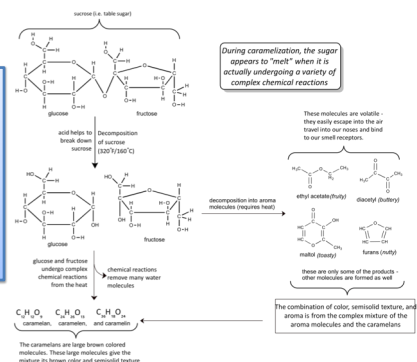 sucrose (i.e. table sugar)
glucose
fructose
During caramelization, the sugar
appears to "melt" when it is
actually undergoing a variety of
complex chemical reactions
acid helps to
break down
sucrose
Decomposition
of sucrose
(320°F/160°C)
glucose
fructose
decomposition into aroma
molecules (requires heat)
These molecules are volatile -
they easily escape into the air
travel into our noses and bind
to our smell receptors.
ethyl acetate (fruity)
diacetyl (buttery)
maltol (toasty)
furans (nutty)
these are only some of the products -
other molecules are formed as well
glucose and fructose
undergo complex
chemical reactions
from the heat
chemical reactions
remove many water
molecules
caramelan, caramelen, and caramelin
The combination of color, semisolid texture, and
aroma is from the complex mixture of the
aroma molecules and the caramelans
The caramelans are large brown colored
molecules. These large molecules give the
mixture its brown color and semisolid texture